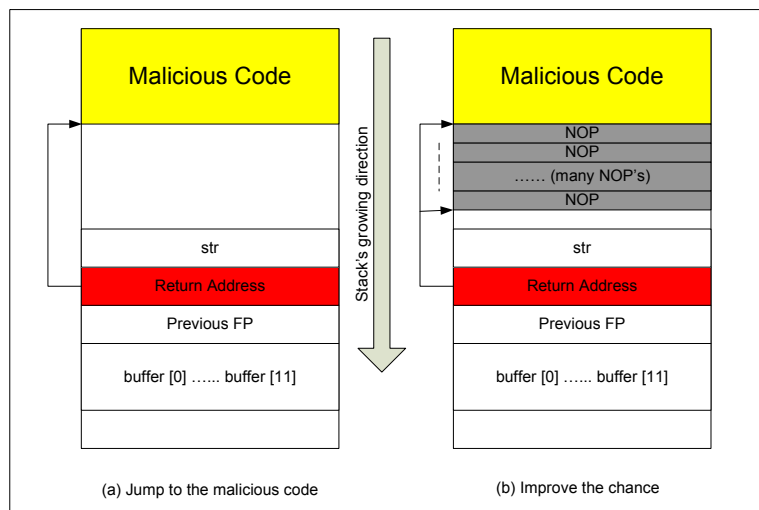 Malicious Code
str
Return Address
Previous FP
buffer [0] …... buffer [11]
(a) Jump to the malicious code
Stack's growing direction
Malicious Code
NOP
NOP
…… (many NOP's)
NOP
str
Return Address
Previous FP
buffer [0] …... buffer [11]
(b) Improve the chance